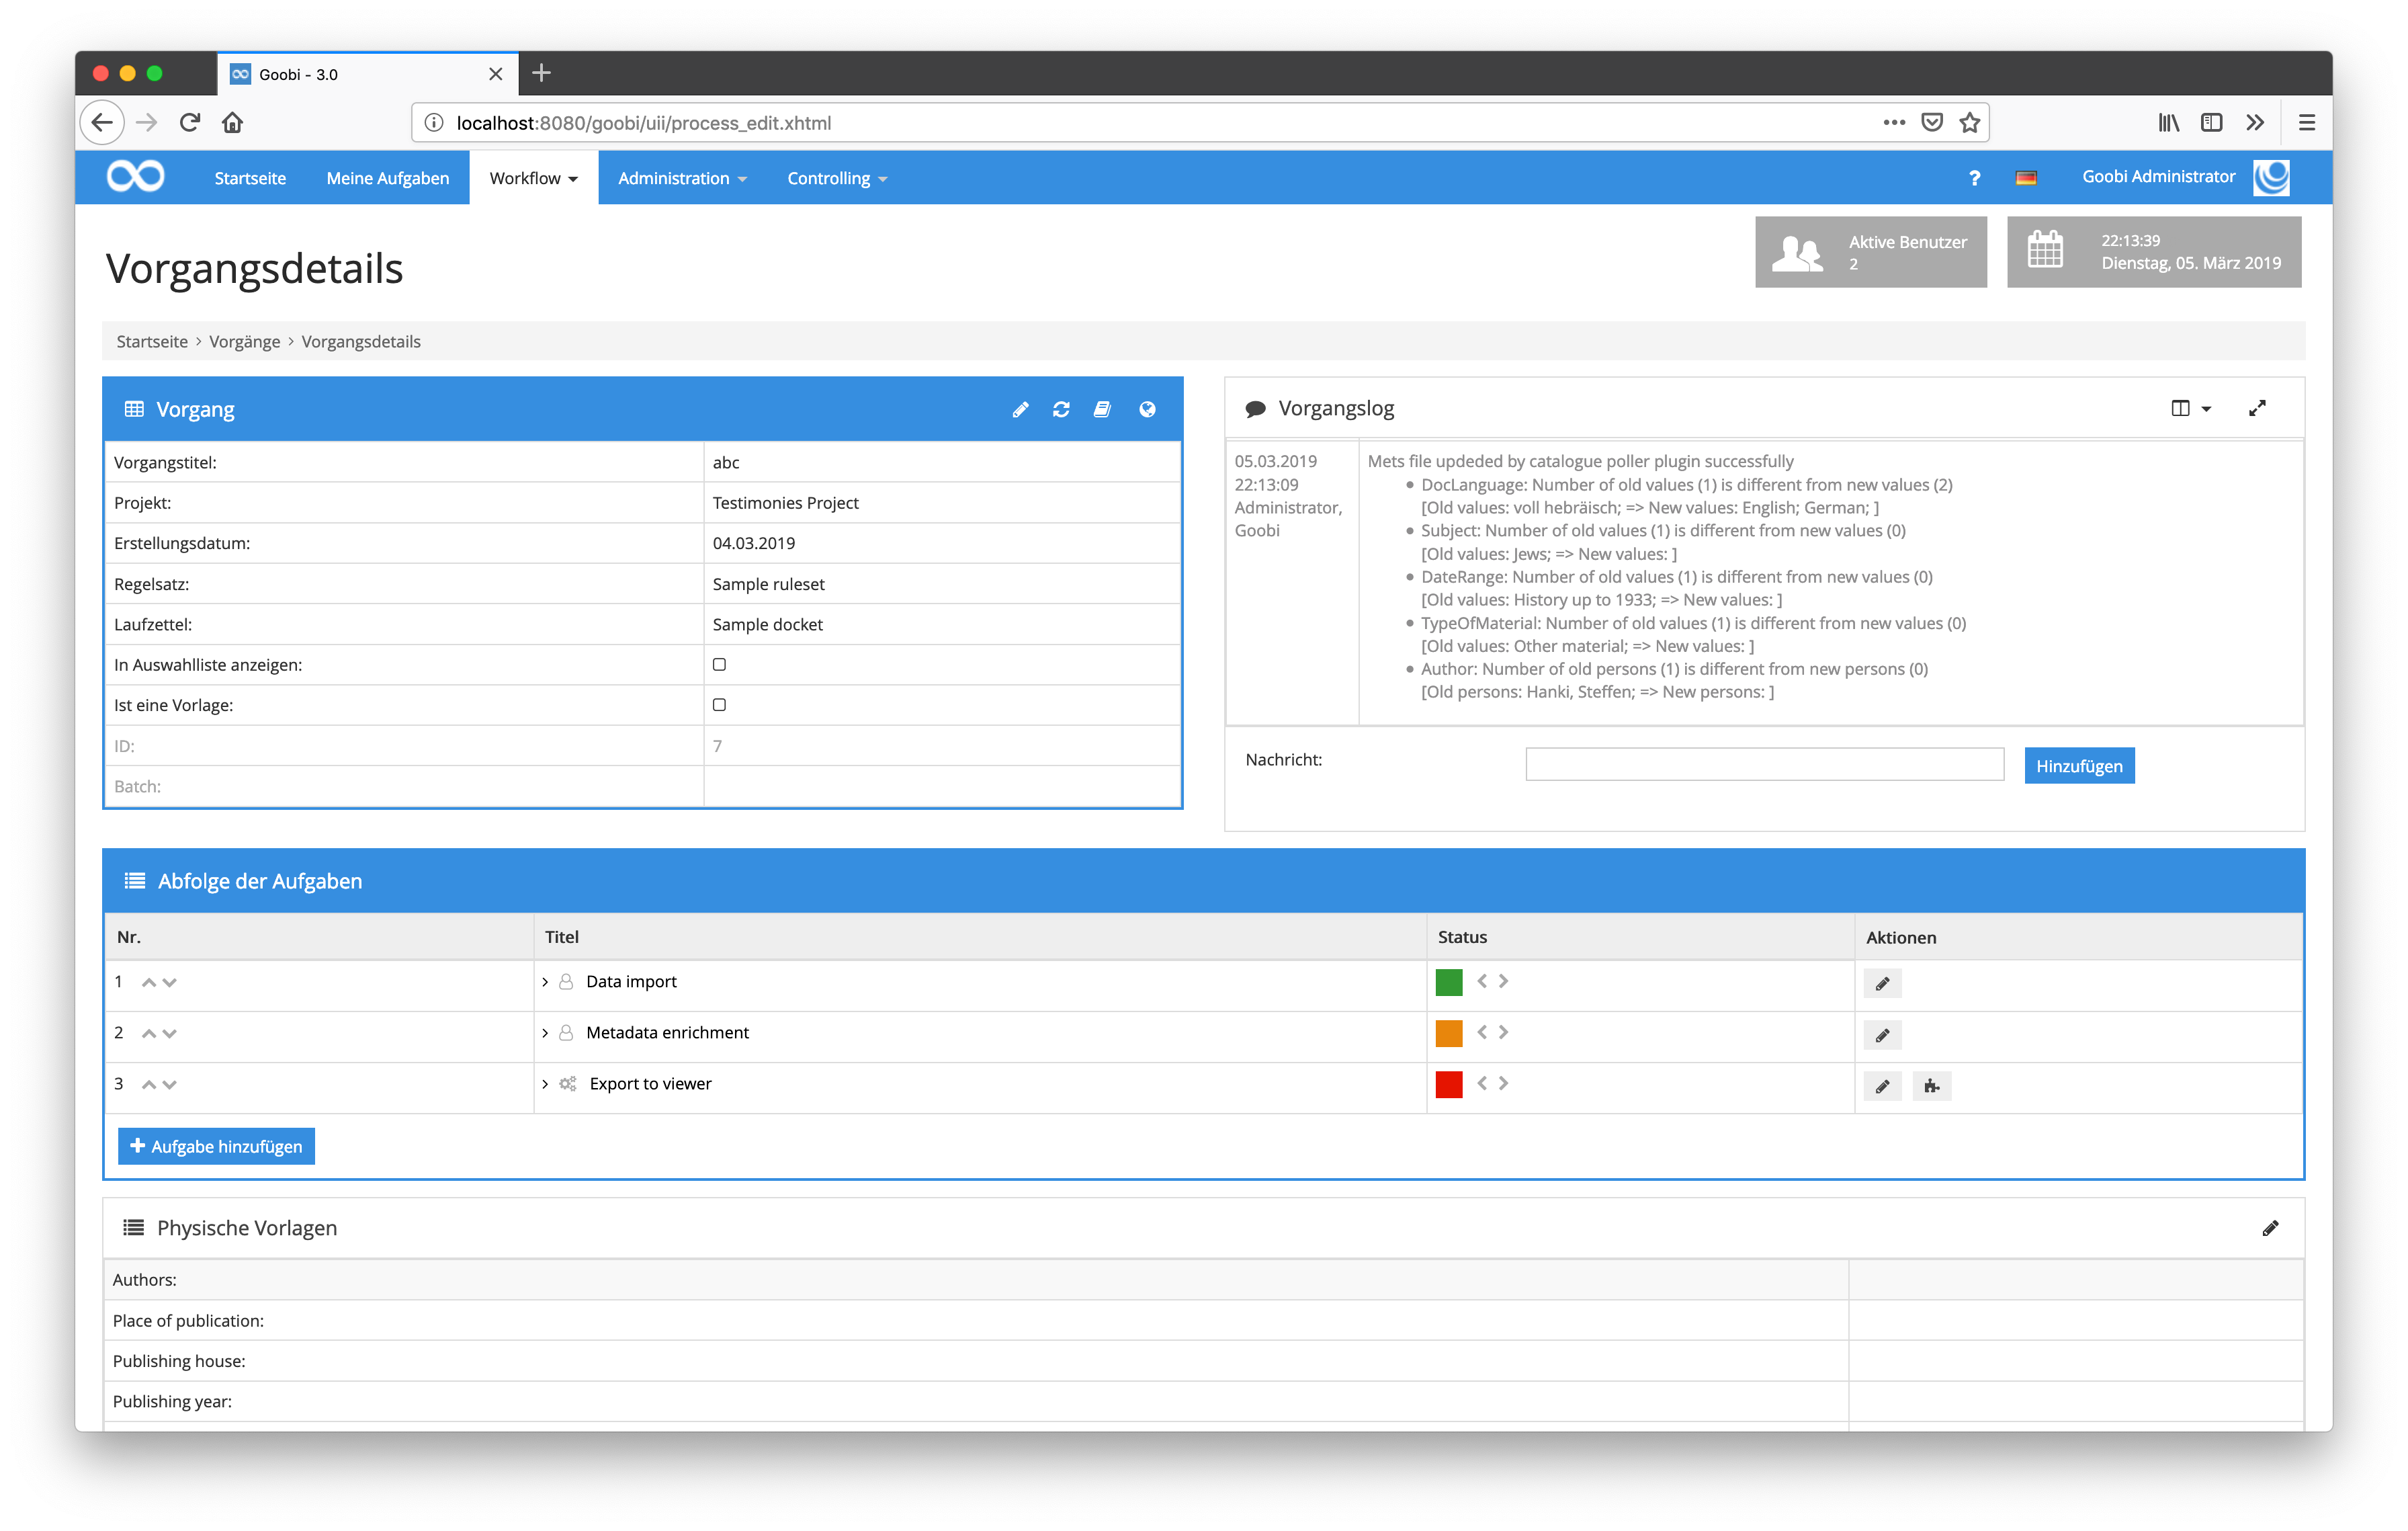 Goobi - 3.0
localhost:8080/goobi/uii/process_edit.xhtml
Startseite Meine Aufgaben Workflow Administration Controlling ? Goobi Administrator
Vorgangsdetails
Aktive Benutzer
2
22:13:39
Dienstag, 05. März 2019
Startseite › Vorgänge › Vorgangsdetails
Vorgang
Vorgangstitel: abc
Projekt: Testimonies Project
Erstellungsdatum: 04.03.2019
Regelsatz: Sample ruleset
Laufzettel: Sample docket
In Auswahlliste anzeigen:
Ist eine Vorlage:
ID: 7
Batch:
Vorgangslog
05.03.2019
22:13:09
Administrator,
Goobi
Mets file updeded by catalogue poller plugin successfully
• DocLanguage: Number of old values (1) is different from new values (2)
[Old values: voll hebräisch; => New values: English; German; ]
• Subject: Number of old values (1) is different from new values (0)
[Old values: Jews; => New values: ]
• DateRange: Number of old values (1) is different from new values (0)
[Old values: History up to 1933; => New values: ]
• TypeOfMaterial: Number of old values (1) is different from new values (0)
[Old values: Other material; => New values: ]
• Author: Number of old persons (1) is different from new persons (0)
[Old persons: Hanki, Steffen; => New persons: ]
Nachricht: Hinzufügen
Abfolge der Aufgaben
Nr. Titel Status Aktionen
1 Data import
2 Metadata enrichment
3 Export to viewer
Aufgabe hinzufügen
Physische Vorlagen
Authors:
Place of publication:
Publishing house:
Publishing year: